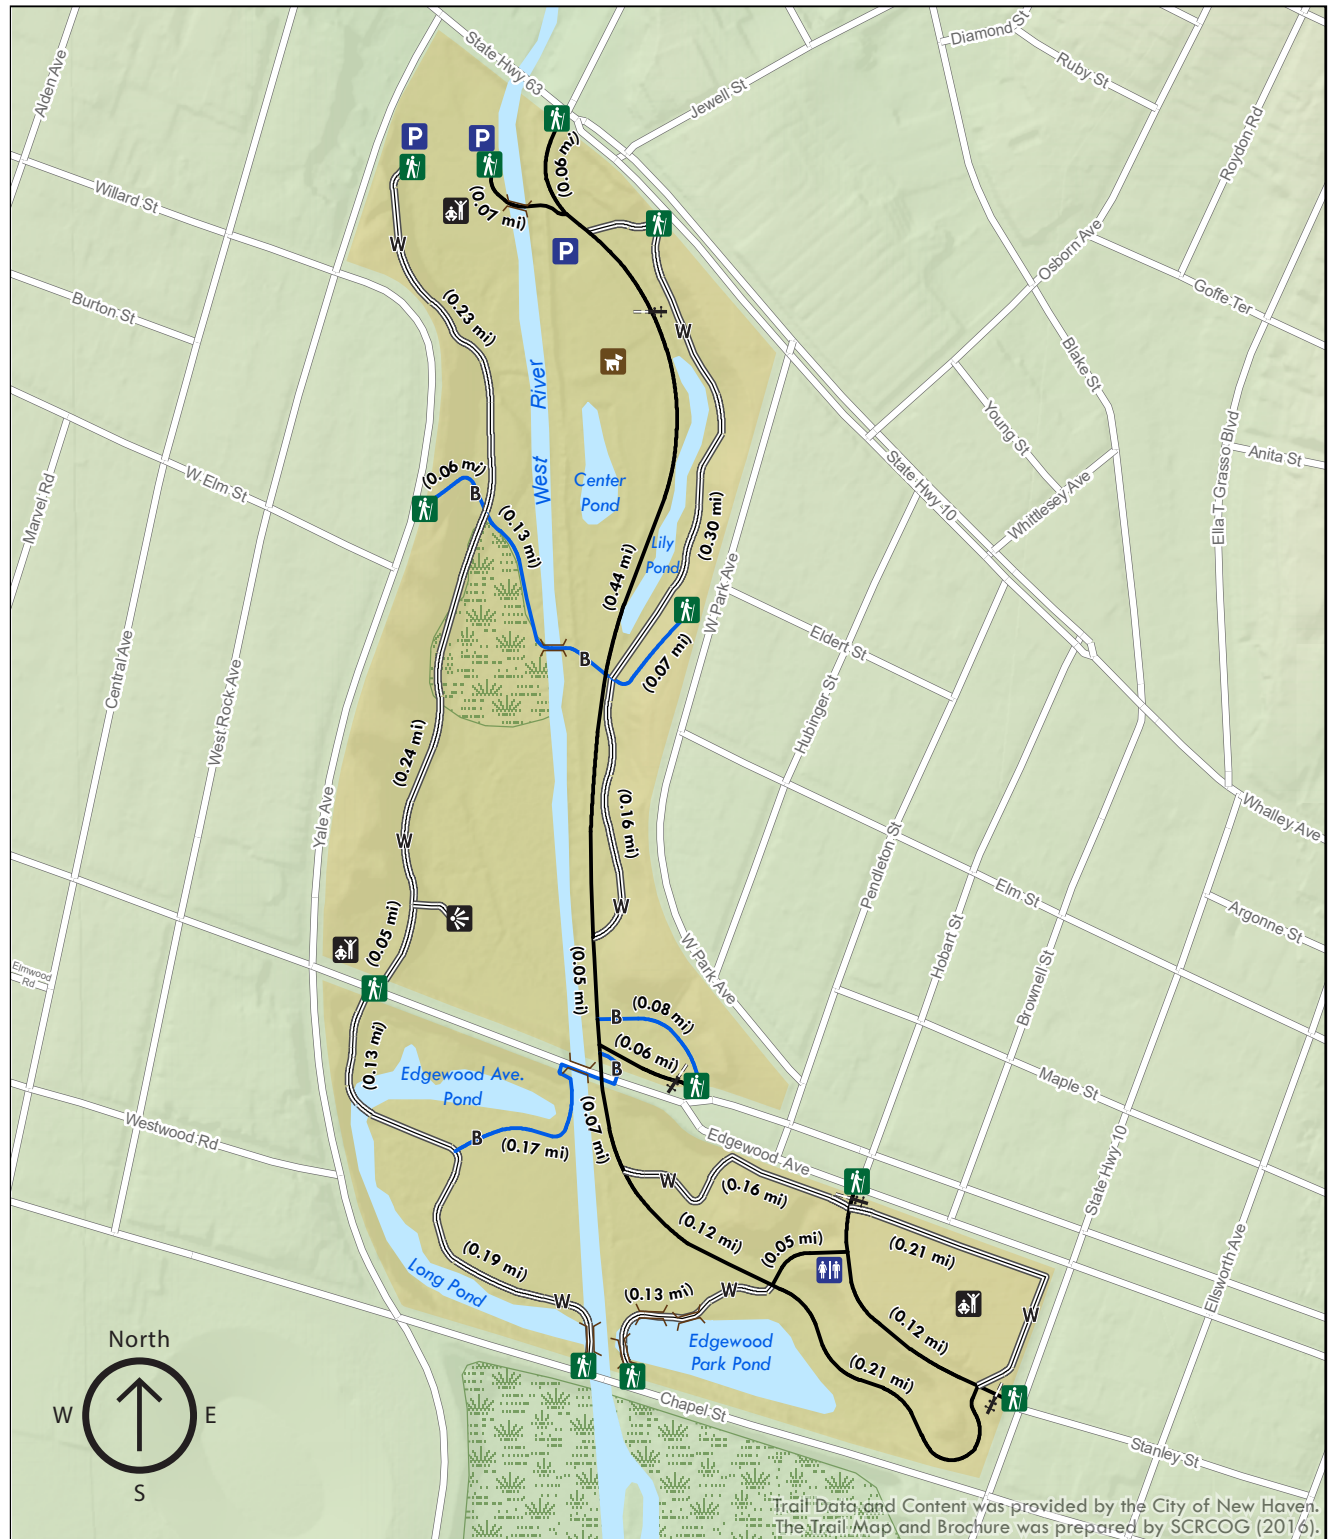 State Hwy 63
Diamond St
Ruby St
Jewell St
Alden Ave
Roydon Rd
P
P
(0.06 mi)
Willard St
(0.07 mi)
P
W
Osborn Ave
Goffe Ter
Burton St
(0.23 mi)
W
Blake St
West River
Young St
Ella T Grasso Blvd
Anita St
W Elm St
(0.06 mi)
B
Center
Pond
State Hwy 10
Whittlesey Ave
Marvel Rd
(0.13 mi)
(0.30 mi)
Lily
Pond
(0.44 mi)
W Park Ave
Central Ave
West Rock Ave
B
(0.07 mi)
Eldert St
Hubinger St
(0.24 mi)
Yale Ave
(0.16 mi)
W
Whalley Ave
Pendleton St
Elm St
W
(0.05 mi)
Argonne St
Elmwood
Rd
(0.05 mi)
W Park Ave
Hobart St
Brownell St
B
(0.08 mi)
(0.13 mi)
(0.06 mi)
B
Edgewood Ave.
Pond
Maple St
Westwood Rd
B
(0.17 mi)
(0.07 mi)
Edgewood Ave
State Hwy 10
W
(0.16 mi)
(0.12 mi)
(0.05 mi)
(0.21 mi)
(0.19 mi)
Long Pond
W
(0.13 mi)
W
W
Ellsworth Ave
(0.12 mi)
North
Edgewood
Park Pond
(0.21 mi)
W
E
S
Chapel St
Stanley St
Trail Data and Content was provided by the City of New Haven.
The Trail Map and Brochure was prepared by SCRCOG (2016).